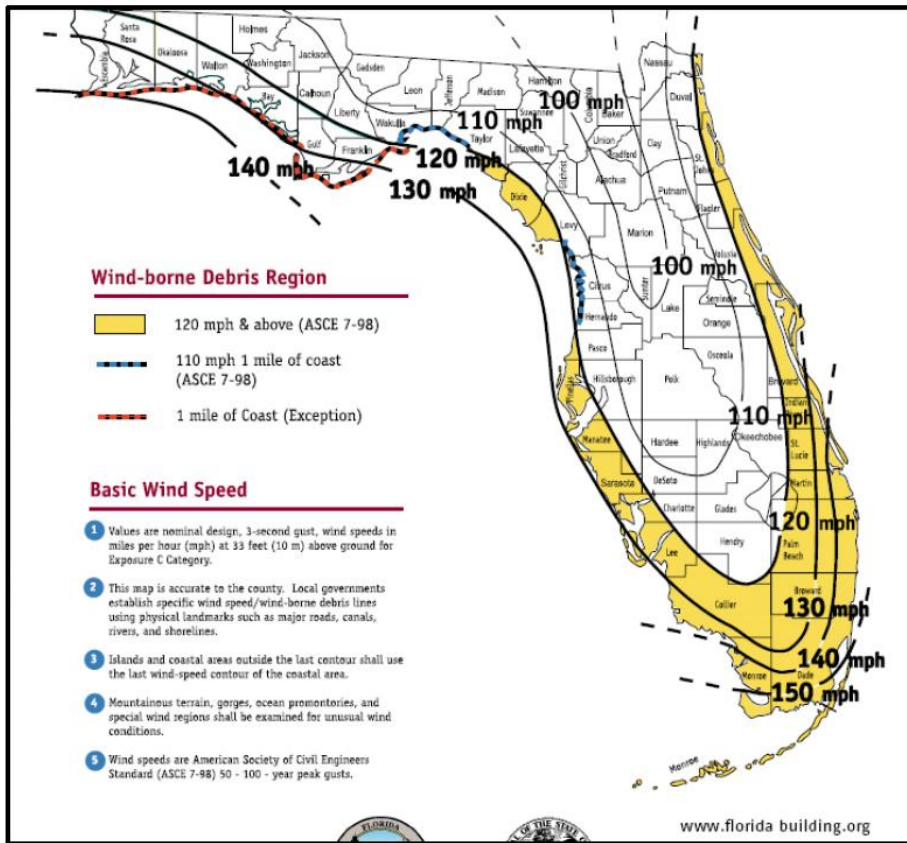 Santa
Rosa
Okaloosa
Escambia
Walton
Holmes
Washington
Jackson
Bay
Calhoun
Gulf
Liberty
Gadsden
Franklin
Wakulla
Leon
Jefferson
Madison
Taylor
Hamilton
Suwannee
Lafayette
Dixie
Columbia
Baker
Nassau
Duval
Union
Bradford
Clay
Gilchrist
Alachua
Putnam
Flagler
Levy
Marion
Volusia
Citrus
Sumter
Lake
Seminole
Hernando
Orange
Pasco
Osceola
Hillsborough
Polk
Pinellas
Manatee
Hardee
Highlands
Okeechobee
St.
Lucie
Sarasota
DeSoto
Martin
Charlotte
Glades
Lee
Hendry
Palm
Beach
Collier
Broward
Monroe
Dade
Monroe
100 mph
110 mph
120 mph
130 mph
140 mph
100 mph
110 mph
120 mph
130 mph
140 mph
150 mph
Wind-borne Debris Region
120 mph & above (ASCE 7-98)
110 mph 1 mile of coast
(ASCE 7-98)
1 mile of Coast (Exception)
Basic Wind Speed
1 Values are nominal design, 3-second gust, wind speeds in
miles per hour (mph) at 33 feet (10 m) above ground for
Exposure C Category.
2 This map is accurate to the county. Local governments
establish specific wind speed/wind-borne debris lines
using physical landmarks such as major roads, canals,
rivers, and shorelines.
3 Islands and coastal areas outside the last contour shall use
the last wind-speed contour of the coastal area.
4 Mountainous terrain, gorges, ocean promontories, and
special wind regions shall be examined for unusual wind
conditions.
5 Wind speeds are American Society of Civil Engineers
Standard (ASCE 7-98) 50 - 100 - year peak gusts.
FLORIDA
www.florida building.org